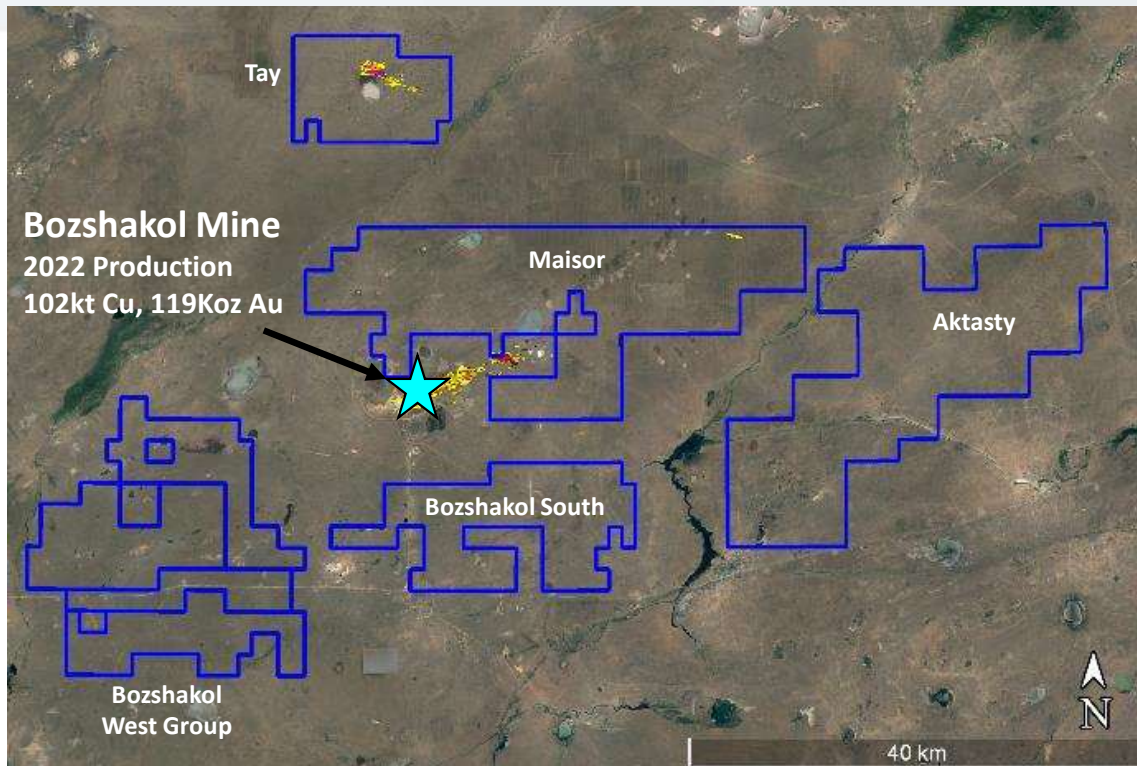 Tay
Bozshakol Mine
2022 Production
102kt Cu, 119Koz Au
Maisor
Aktasty
Bozshakol South
Bozshakol
West Group
N
40 km